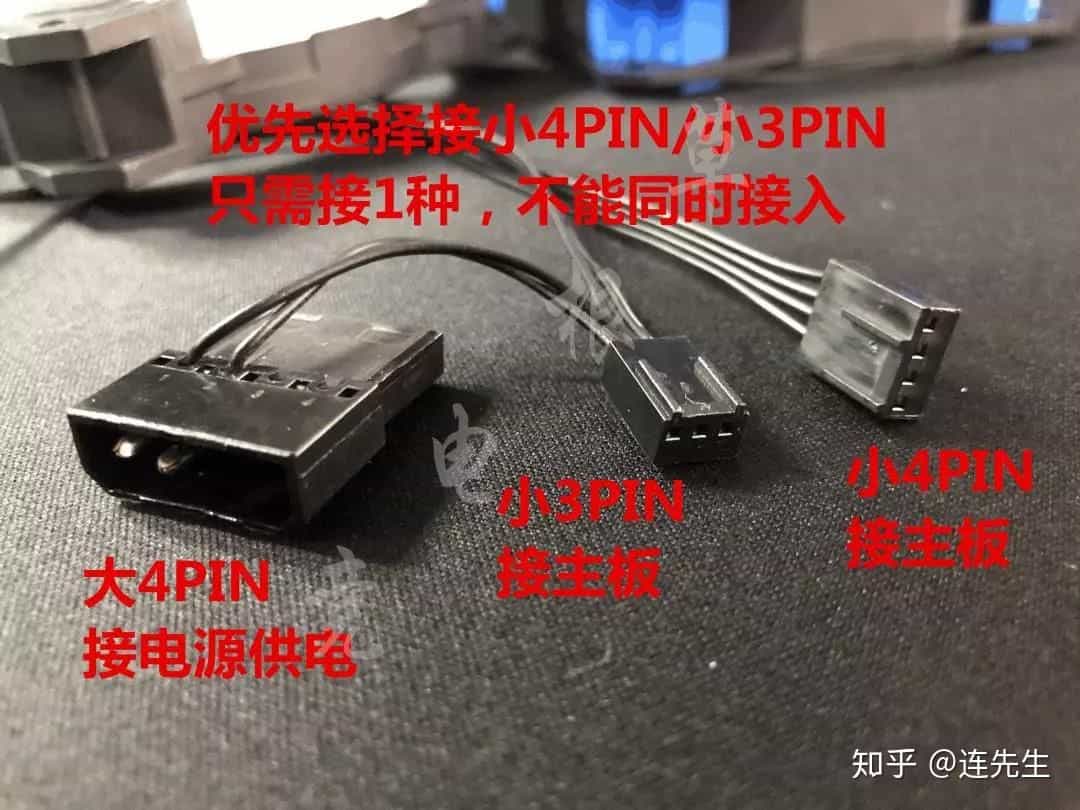 优先选择接小4PIN/小3PIN
只需接1种，不能同时接入
小4PIN
接主板
小3PIN
接主板
大4PIN
接电源供电
知乎 @连先生